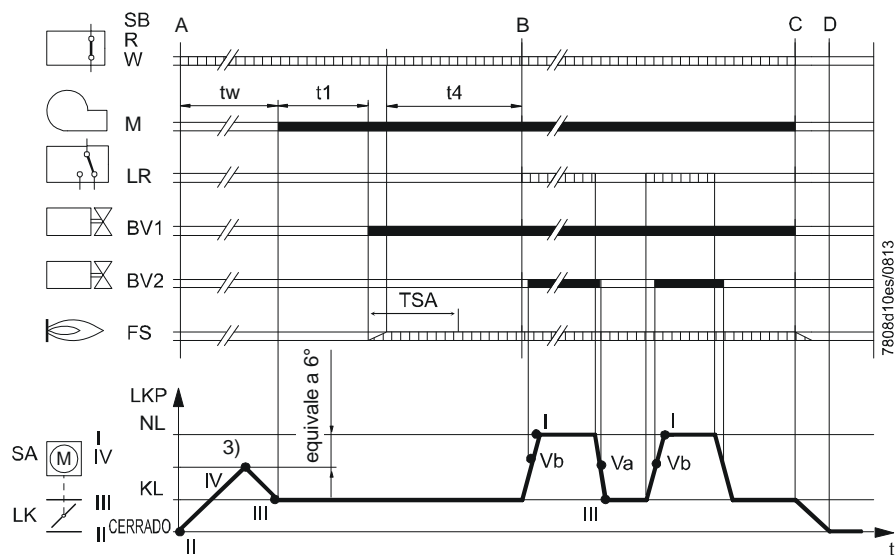 SB
A
B
C
D
R
W
tw
t1
t4
M
LR
BV1
BV2
TSA
FS
equivale a 6°
7808d10es/0813
LKP
NL
I
I
SA
M
I
IV
3)
Vb
Va
Vb
IV
KL
III
III
III
LK
II
CERRADO
II
t